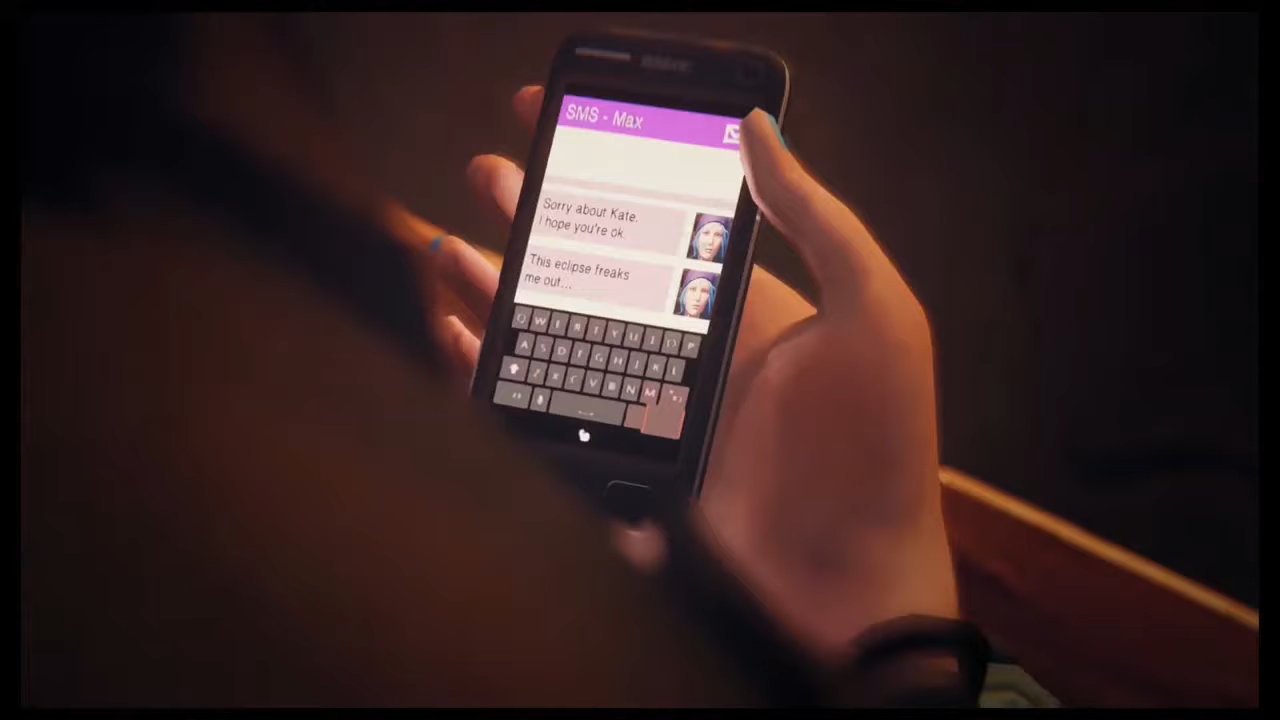 SMS - Max
Sorry about Kate.
I hope you're ok.
This eclipse freaks
me out...
Q W E R T Y U I O P
A S D F G H J K L
Z X C V B N M